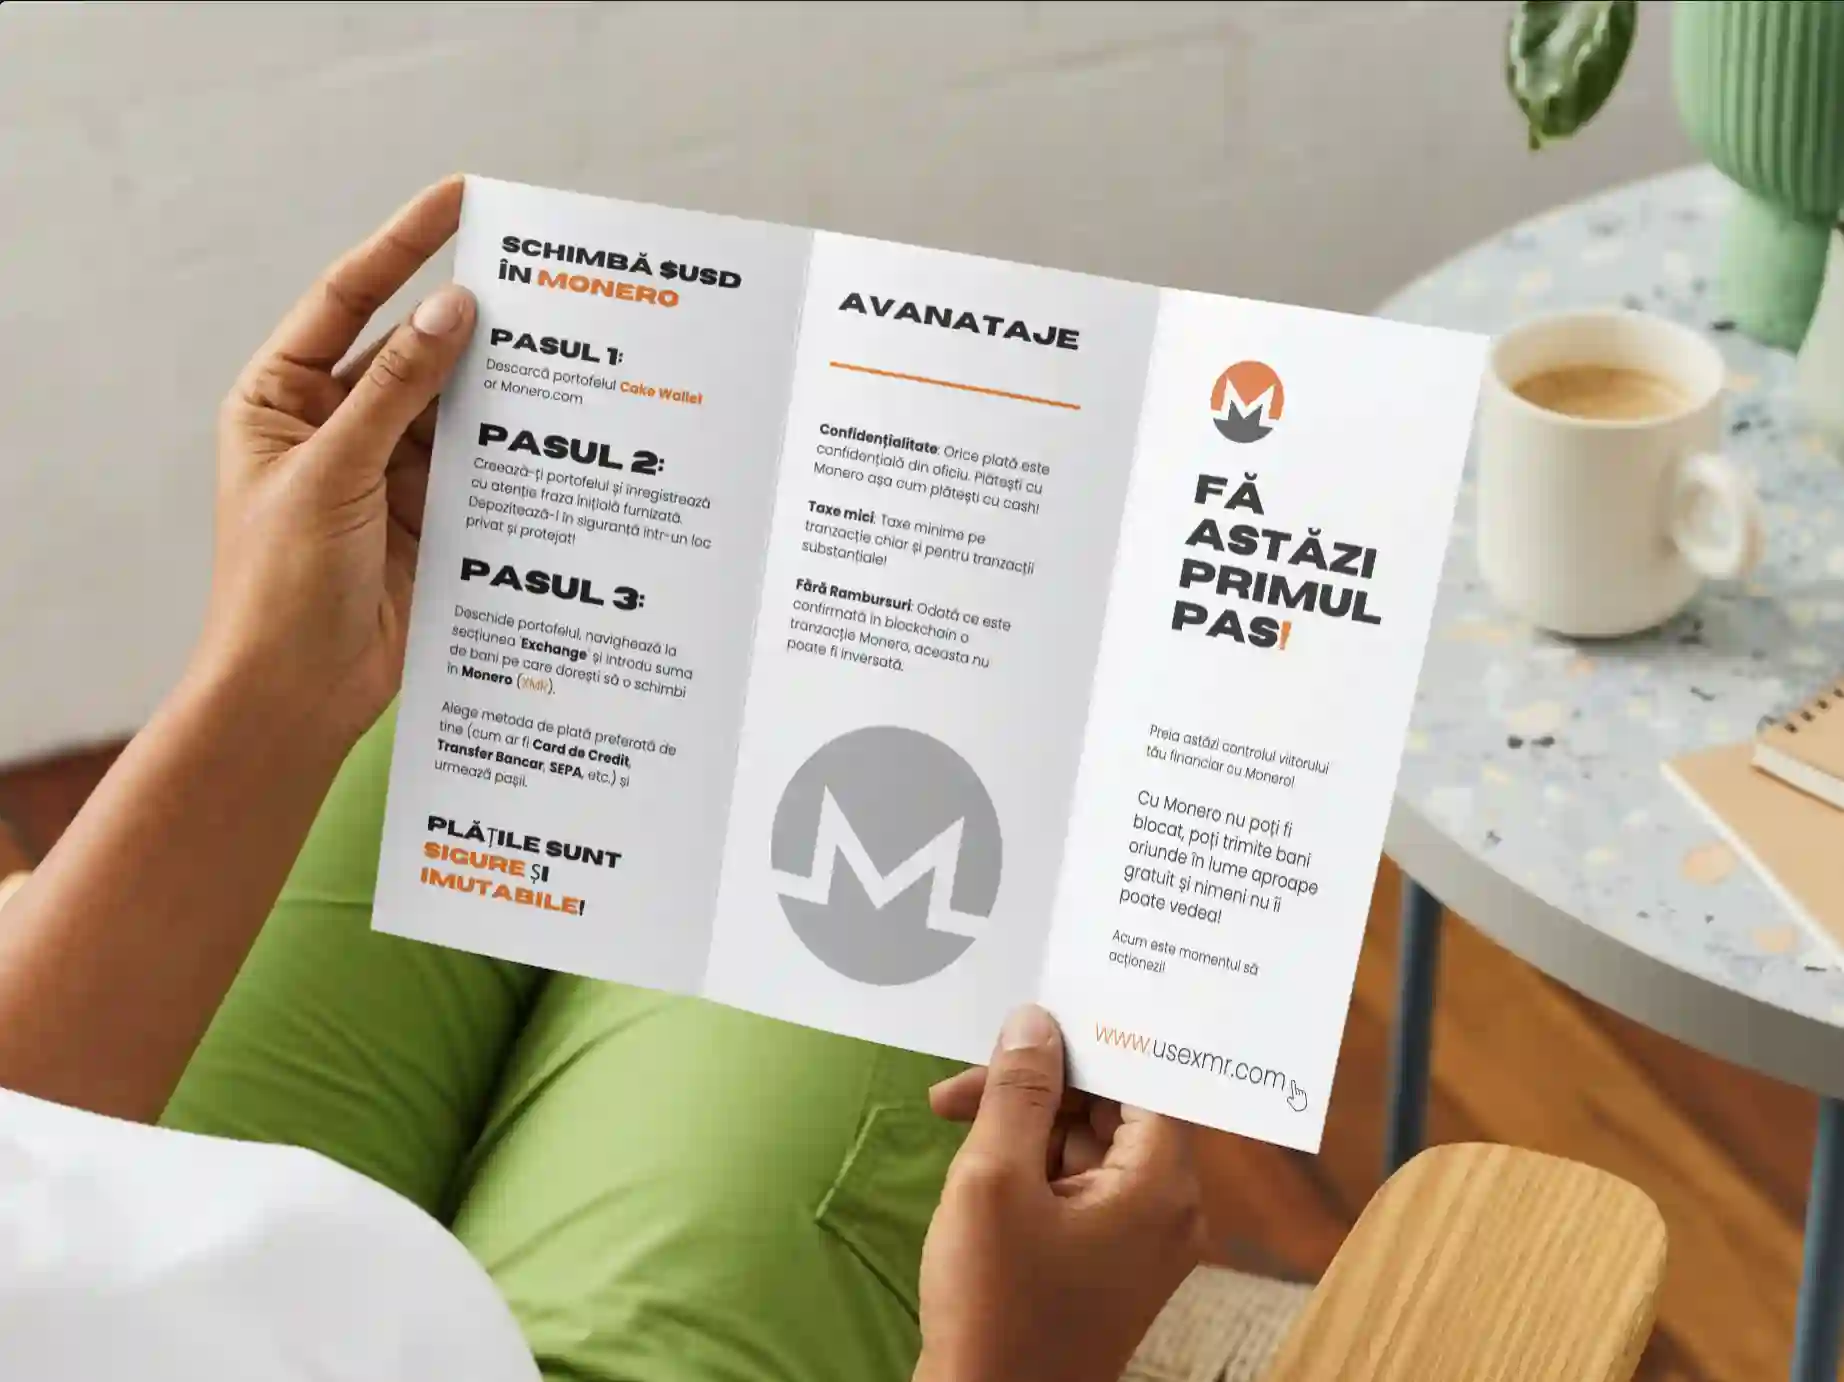 SCHIMBĂ $USD
ÎN MONERO
PASUL 1:
Descarcă portofelul Cake Wallet
or Monero.com
PASUL 2:
Creează-ți portofelul și înregistrează
cu atenție fraza inițială furnizată.
Depozitează-l în siguranță într-un loc
privat și protejat!
PASUL 3:
Deschide portofelul, navighează la
secțiunea 'Exchange' și introdu suma
de bani pe care dorești să o schimbi
în Monero (XMR).
Alege metoda de plată preferată de
tine (cum ar fi Card de Credit,
Transfer Bancar, SEPA, etc.) și
urmează pașii.
PLĂȚILE SUNT
SIGURE ȘI
IMUTABILE!
AVANATAJE
Confidențialitate: Orice plată este
confidențială din oficiu. Plătești cu
Monero așa cum plătești cu cash!
Taxe mici: Taxe minime pe
tranzacție chiar și pentru tranzacții
substanțiale!
Fără Rambursuri: Odată ce este
confirmată în blockchain o
tranzacție Monero, aceasta nu
poate fi inversată.
FĂ
ASTĂZI
PRIMUL
PAS!
Preia astăzi controlul viitorului
tău financiar cu Monero!
Cu Monero nu poți fi
blocat, poți trimite bani
oriunde în lume aproape
gratuit și nimeni nu îi
poate vedea!
Acum este momentul să
acționezi!
www.usexmr.com